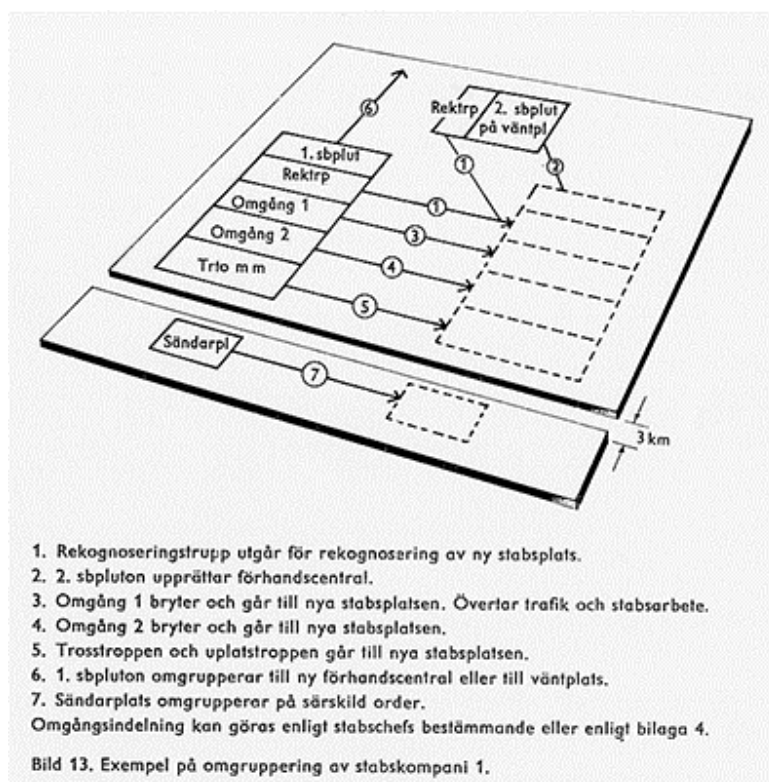 6
Rektrp
2. sbplut
på väntpl
1. sbplut
1
2
Rektrp
1
Omgång 1
3
Omgång 2
4
Trto m m
5
Sändarpl
7
3 km
1. Rekognoseringstrupp utgår för rekognosering av ny stabsplats.
2. 2. sbpluton upprättar förhandscentral.
3. Omgång 1 bryter och går till nya stabsplatsen. Övertar trafik och stabsarbete.
4. Omgång 2 bryter och går till nya stabsplatsen.
5. Trosstroppen och uplatstroppen går till nya stabsplatsen.
6. 1. sbpluton omgrupperar till ny förhandscentral eller till väntplats.
7. Sändarplats omgrupperar på särskild order.
Omgångsindelning kan göras enligt stabschefs bestämmande eller enligt bilaga 4.
Bild 13. Exempel på omgruppering av stabskompani 1.